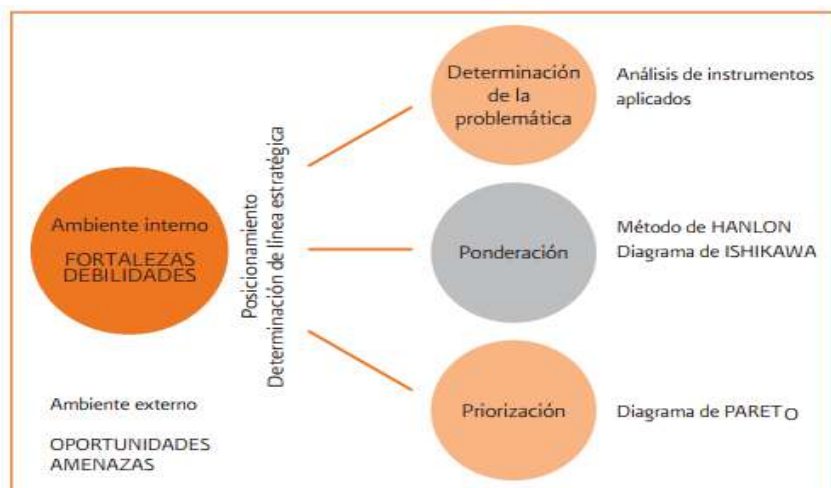 Ambiente interno
FORTALEZAS
DEBILIDADES
Ambiente externo
OPORTUNIDADES
AMENAZAS
Posicionamiento
Determinación de línea estratégica
Determinación
de la
problemática
Análisis de instrumentos
aplicados
Ponderación
Método de HANLON
Diagrama de ISHIKAWA
Priorización
Diagrama de PARETO